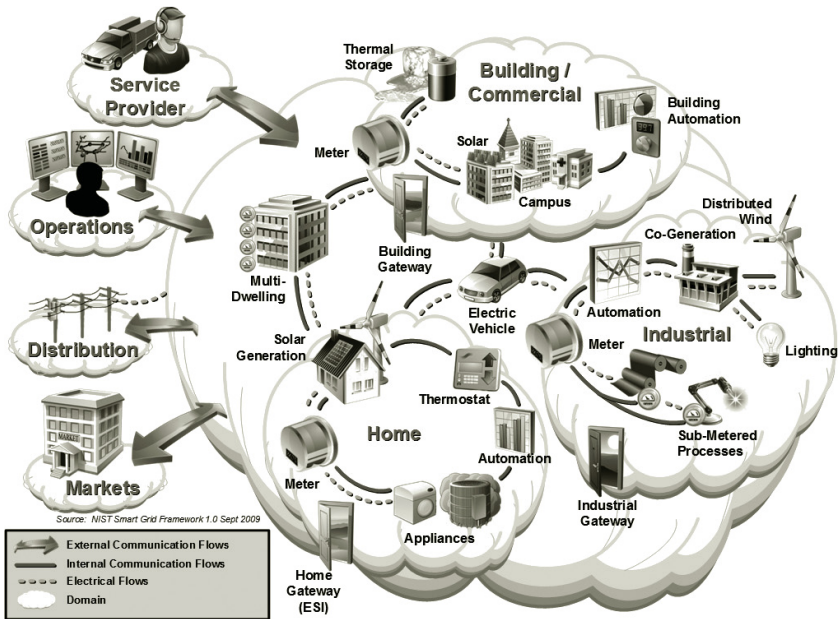 Service
Provider
Operations
Distribution
MARKET
Markets
Thermal
Storage
Building /
Commercial
Building
Automation
Meter
Solar
Campus
Distributed
Wind
Co-Generation
Building
Gateway
Multi-
Dwelling
Electric
Vehicle
Automation
Industrial
Meter
Lighting
Sub-Metered
Processes
Industrial
Gateway
Solar
Generation
Thermostat
Home
Automation
Meter
Appliances
Home
Gateway
(ESI)
Source: NIST Smart Grid Framework 1.0 Sept 2009
External Communication Flows
Internal Communication Flows
Electrical Flows
Domain